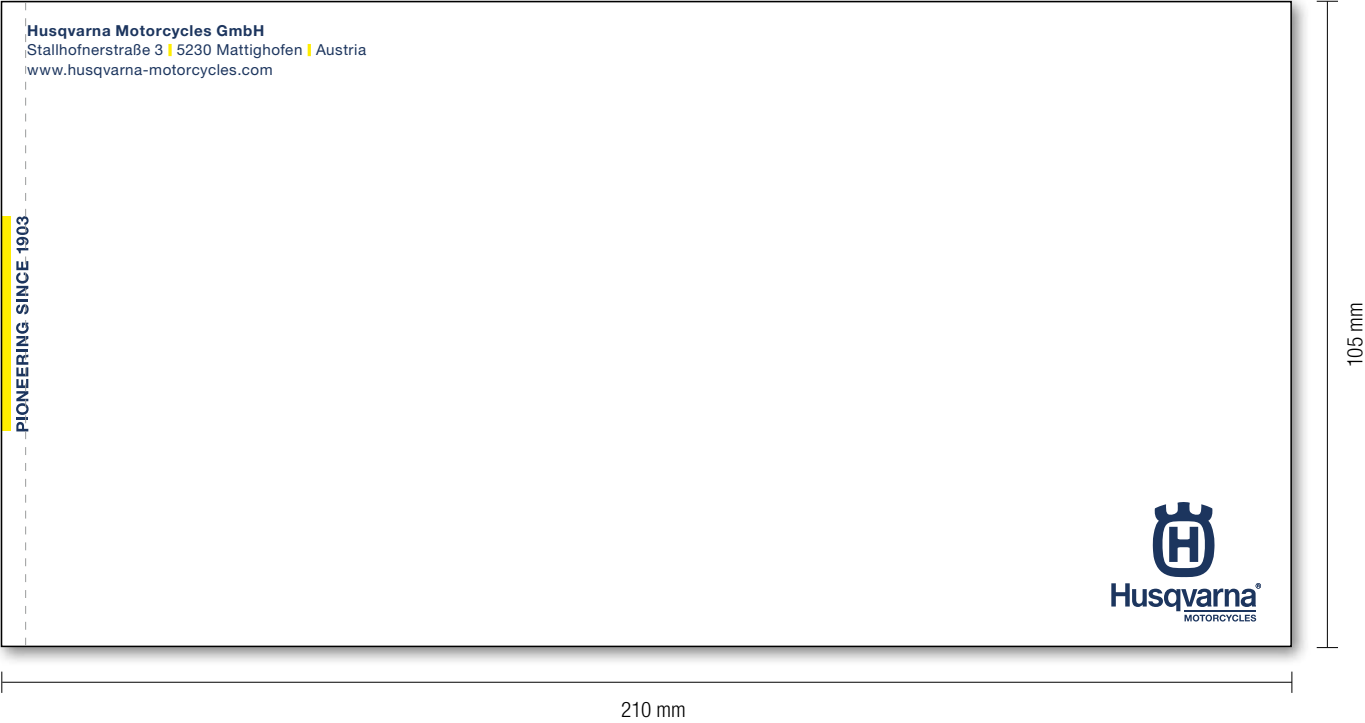 Husqvarna Motorcycles GmbH
Stallhofnerstraße 3 | 5230 Mattighofen | Austria
www.husqvarna-motorcycles.com
PIONEERING SINCE 1903
105 mm
H
Husqvarna®
MOTORCYCLES
210 mm